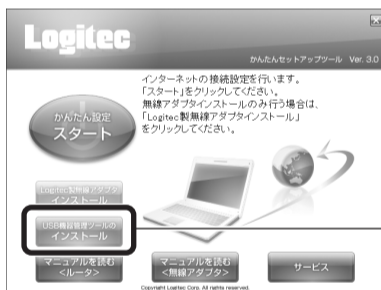 Logitec
かんたんセットアップツール Ver. 3.0
インターネットの接続設定を行います。
「スタート」をクリックしてください。
無線アダプタインストールのみ行う場合は、
「Logitec製無線アダプタインストール」
をクリックしてください。
かんたん設定
スタート
Logitec製無線アダプタ
インストール
USB機器管理ツールの
インストール
マニュアルを読む
<ルータ>
マニュアルを読む
<無線アダプタ>
サービス
Copyright Logitec Corp. All rights reserved.